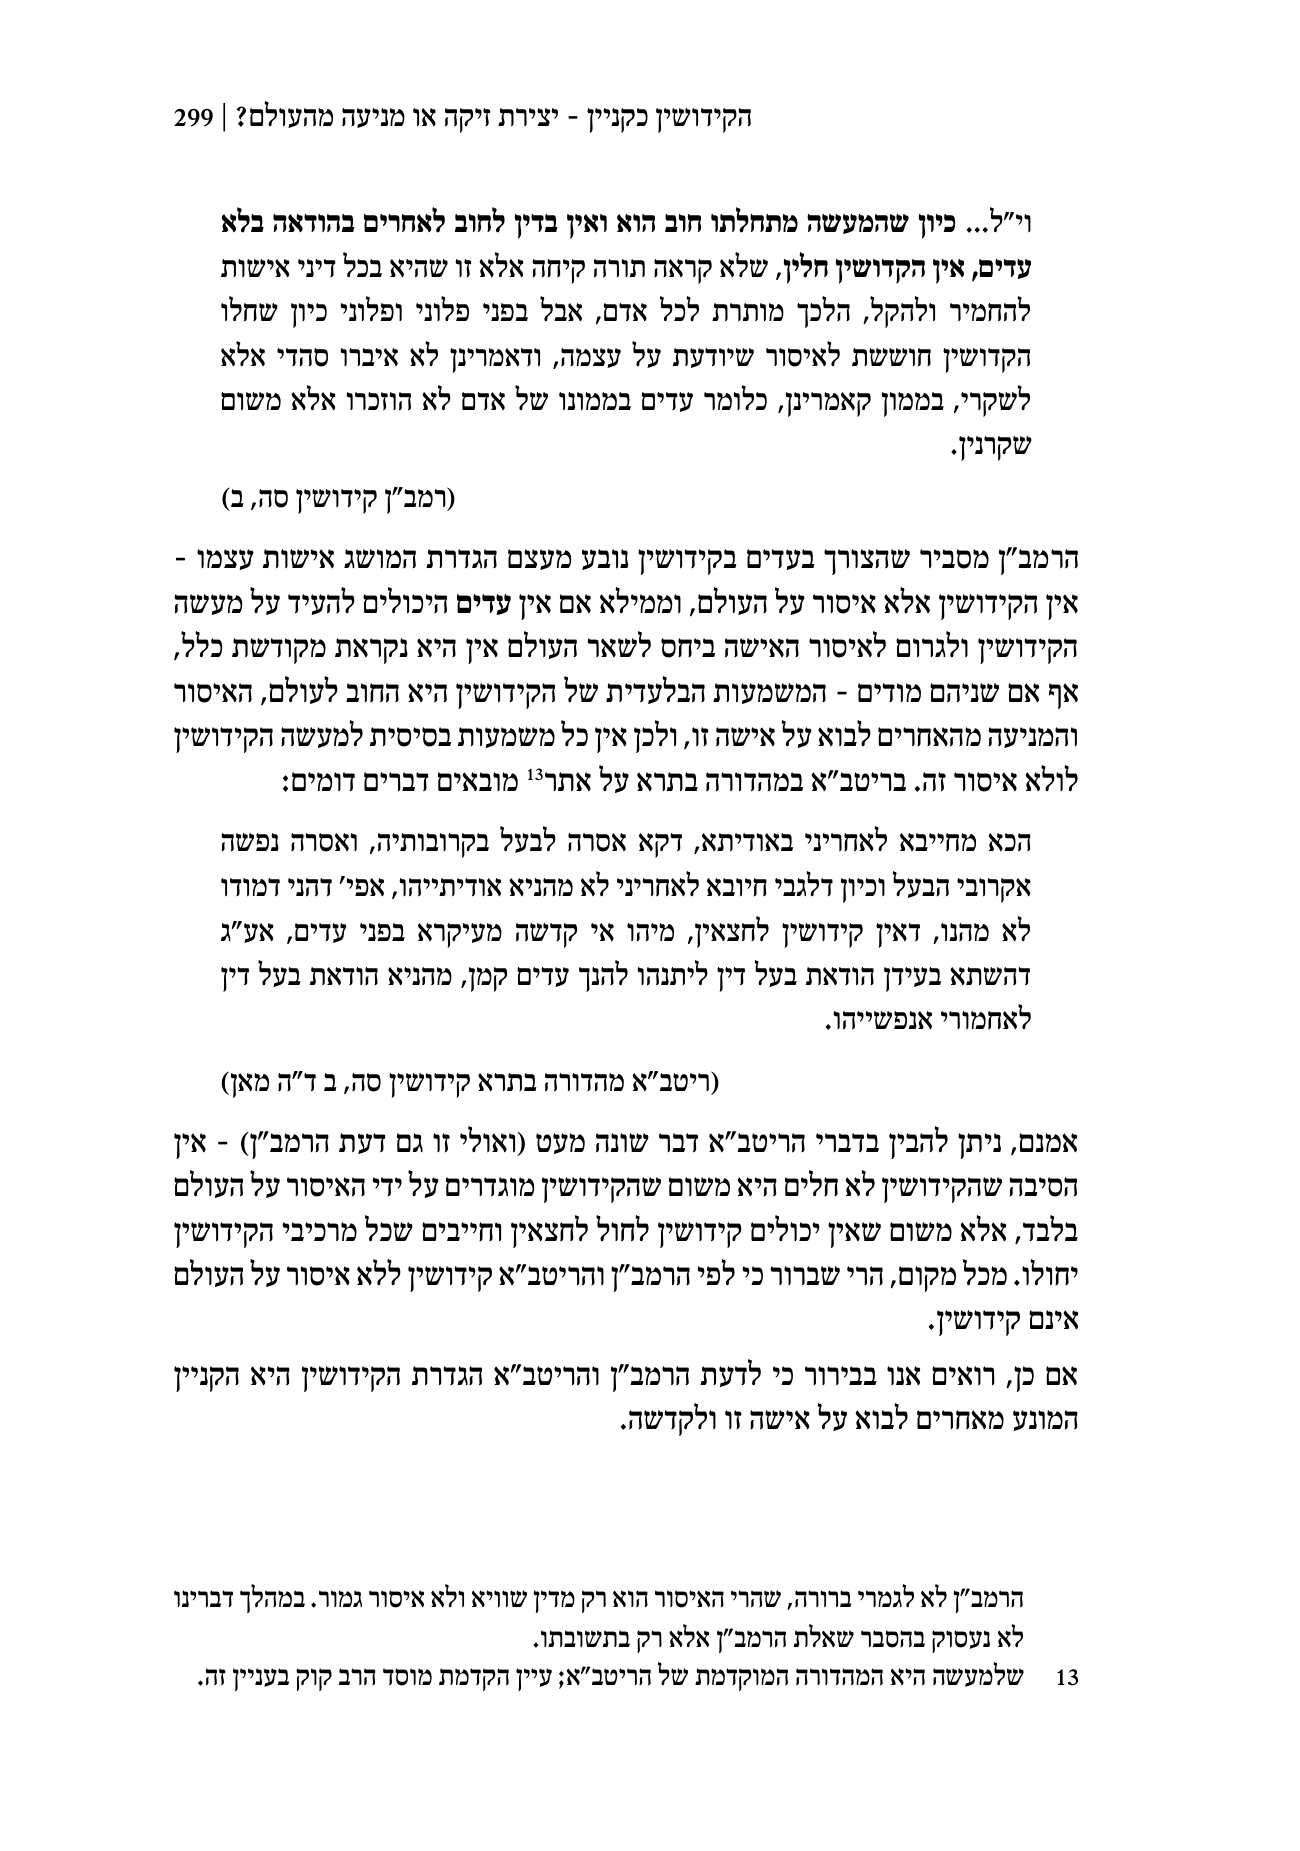 הקידושין כקניין - יצירת זיקה או מניעה מהעולם? | 299
וי"ל... כיון שהמעשה מתחלתו חוב הוא ואין בדין לחוב לאחרים בהודאה בלא
עדים, אין הקדושין חלין, שלא קראה תורה קיחה אלא זו שהיא בכל דיני אישות
להחמיר ולהקל, הלכך מותרת לכל אדם, אבל בפני פלוני ופלוני כיון שחלו
הקדושין חוששת לאיסור שיודעת על עצמה, ודאמרינן לא איברו סהדי אלא
לשקרי, בממון קאמרינן, כלומר עדים בממונו של אדם לא הוזכרו אלא משום
שקרנין.
(רמב"ן קידושין סה, ב)
הרמב"ן מסביר שהצורך בעדים בקידושין נובע מעצם הגדרת המושג אישות עצמו -
אין הקידושין אלא איסור על העולם, וממילא אם אין עדים היכולים להעיד על מעשה
הקידושין ולגרום לאיסור האישה ביחס לשאר העולם אין היא נקראת מקודשת כלל,
אף אם שניהם מודים - המשמעות הבלעדית של הקידושין היא החוב לעולם, האיסור
והמניעה מהאחרים לבוא על אישה זו, ולכן אין כל משמעות בסיסית למעשה הקידושין
לולא איסור זה. בריטב"א במהדורה בתרא על אתר13 מובאים דברים דומים:
הכא מחייבא לאחריני באודיתא, דקא אסרה לבעל בקרובותיה, ואסרה נפשה
אקרובי הבעל וכיון דלגבי חיובא לאחריני לא מהניא אודיתייהו, אפי' דהני דמודו
לא מהנו, דאין קידושין לחצאין, מיהו אי קדשה מעיקרא בפני עדים, אע"ג
דהשתא בעידן הודאת בעל דין ליתנהו להנך עדים קמן, מהניא הודאת בעל דין
לאחמורי אנפשייהו.
(ריטב"א מהדורה בתרא קידושין סה, ב ד"ה מאן)
אמנם, ניתן להבין בדברי הריטב"א דבר שונה מעט (ואולי זו גם דעת הרמב"ן) - אין
הסיבה שהקידושין לא חלים היא משום שהקידושין מוגדרים על ידי האיסור על העולם
בלבד, אלא משום שאין יכולים קידושין לחול לחצאין וחייבים שכל מרכיבי הקידושין
יחולו. מכל מקום, הרי שברור כי לפי הרמב"ן והריטב"א קידושין ללא איסור על העולם
אינם קידושין.
אם כן, רואים אנו בבירור כי לדעת הרמב"ן והריטב"א הגדרת הקידושין היא הקניין
המונע מאחרים לבוא על אישה זו ולקדשה.
הרמב"ן לא לגמרי ברורה, שהרי האיסור הוא רק מדין שוויא ולא איסור גמור. במהלך דברינו
לא נעסוק בהסבר שאלת הרמב"ן אלא רק בתשובתו.
13 שלמעשה היא המהדורה המוקדמת של הריטב"א; עיין הקדמת מוסד הרב קוק בעניין זה.